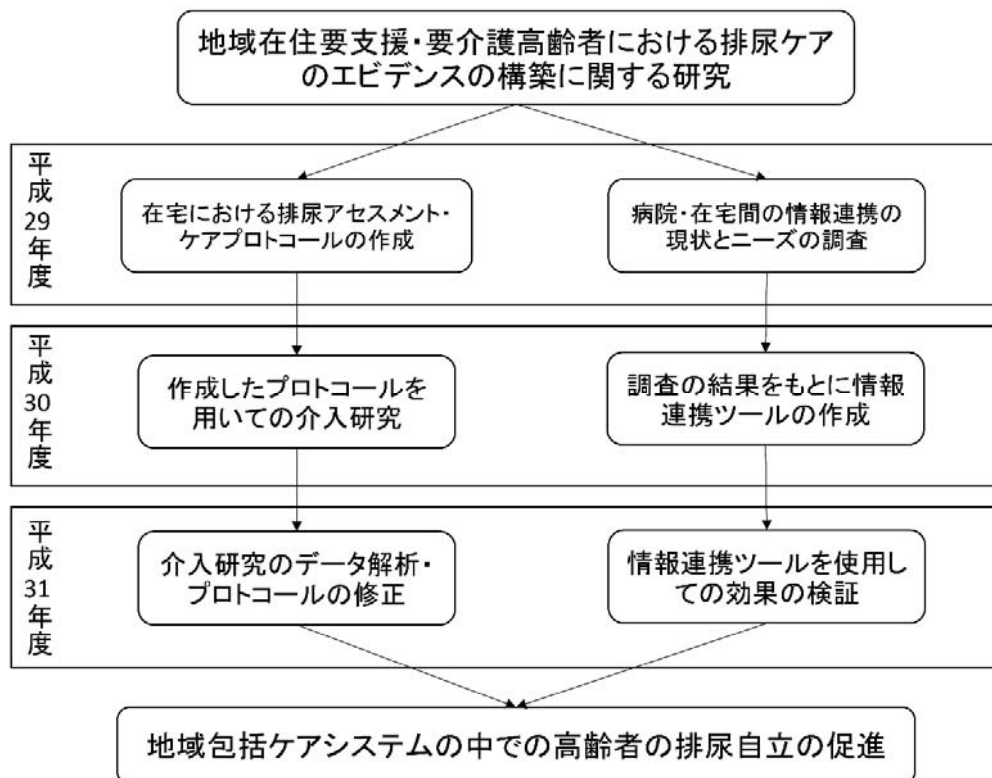 地域在住要支援・要介護高齢者における排尿ケア
のエビデンスの構築に関する研究
平成29年度
在宅における排尿アセスメント・
ケアプロトコールの作成
病院・在宅間の情報連携の
現状とニーズの調査
平成30年度
作成したプロトコールを
用いての介入研究
調査の結果をもとに情報
連携ツールの作成
平成31年度
介入研究のデータ解析・
プロトコールの修正
情報連携ツールを使用し
ての効果の検証
地域包括ケアシステムの中での高齢者の排尿自立の促進